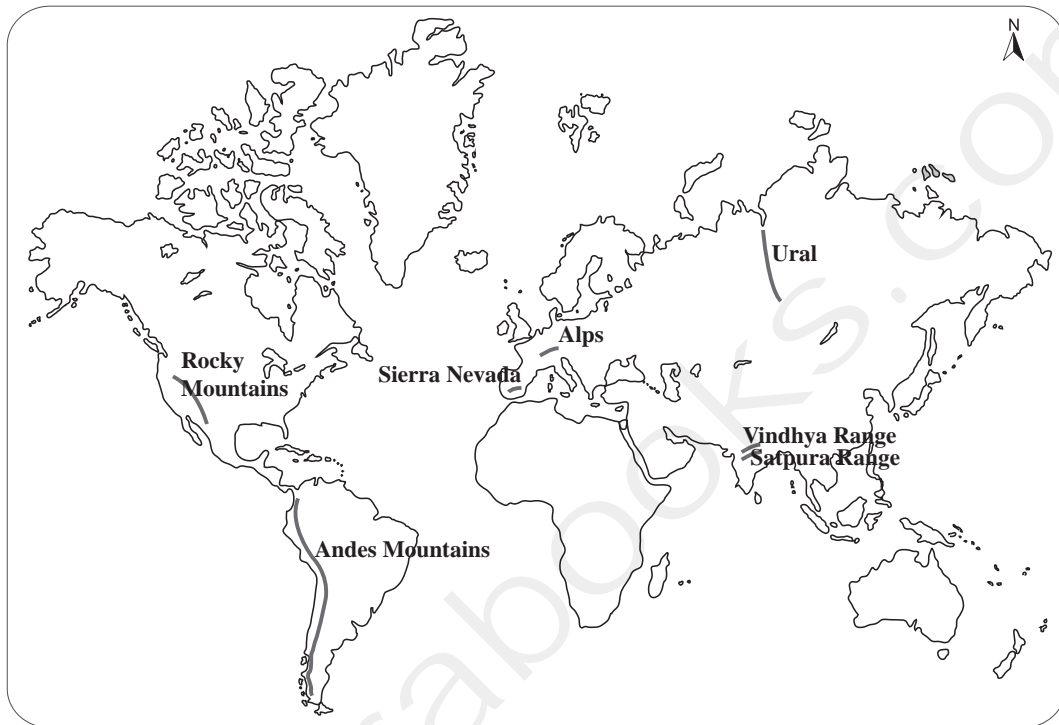 N
Ural
Alps
Rocky
Mountains
Sierra Nevada
Vindhya Range
Satpura Range
Andes Mountains